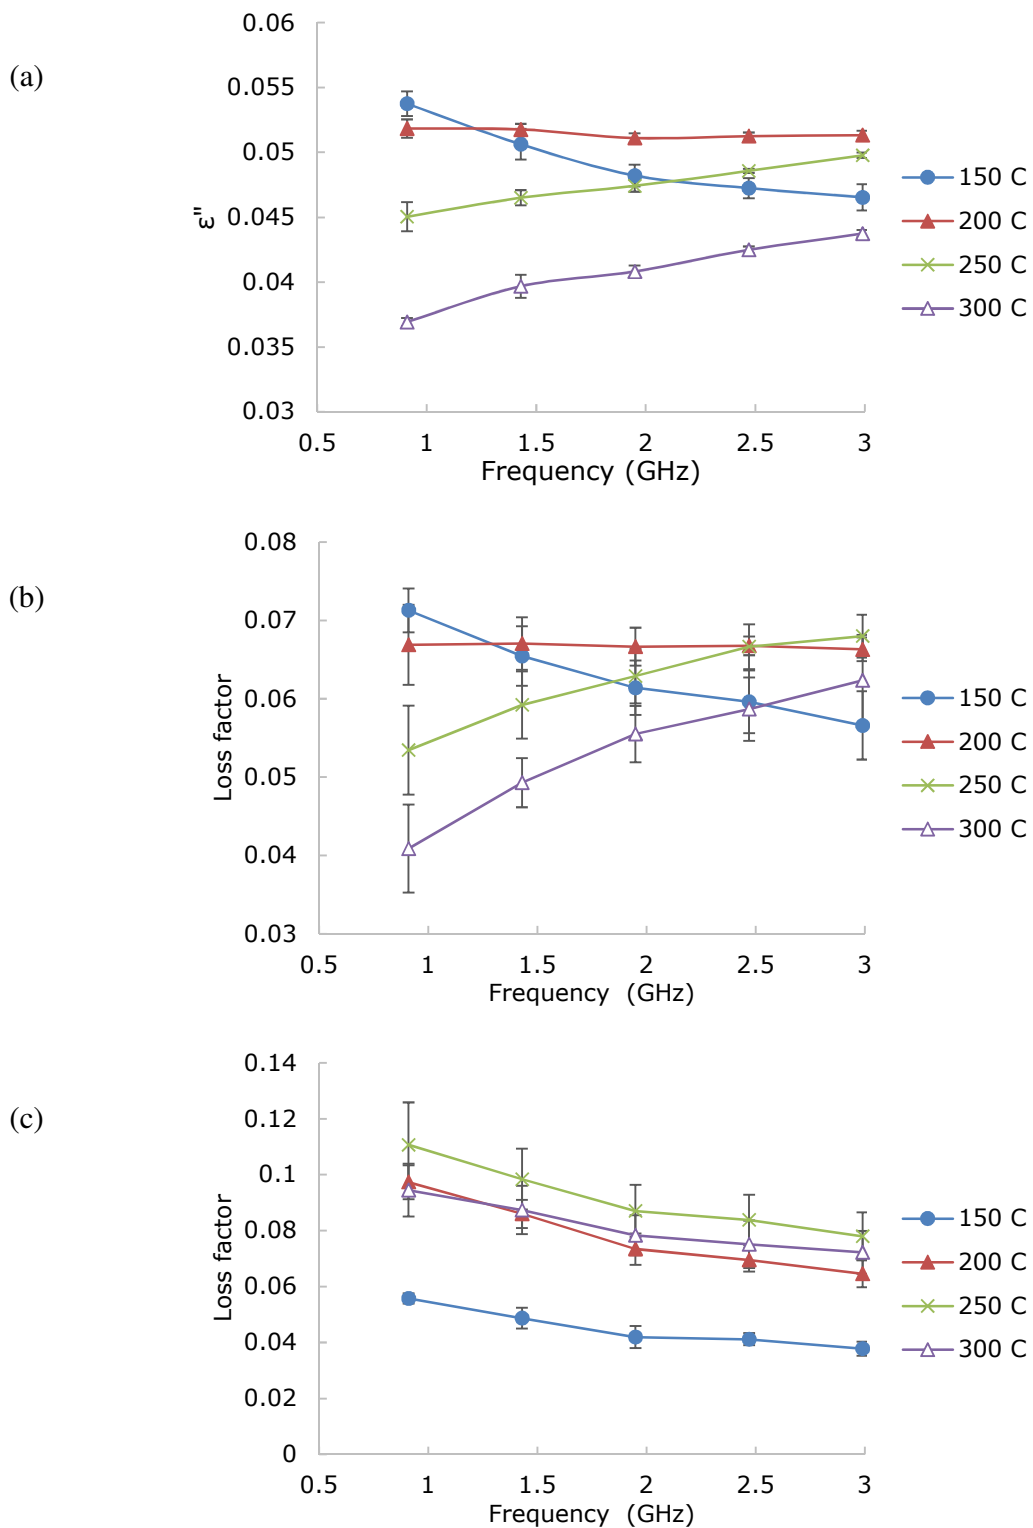 (a)
0.06
0.055
0.05
0.045
0.04
0.035
0.03
ε"
0.5 1 1.5 2 2.5 3
Frequency (GHz)
150 C
200 C
250 C
300 C
(b)
0.08
0.07
0.06
0.05
0.04
0.03
Loss factor
0.5 1 1.5 2 2.5 3
Frequency (GHz)
150 C
200 C
250 C
300 C
(c)
0.14
0.12
0.1
0.08
0.06
0.04
0.02
0
Loss factor
0.5 1 1.5 2 2.5 3
Frequency (GHz)
150 C
200 C
250 C
300 C